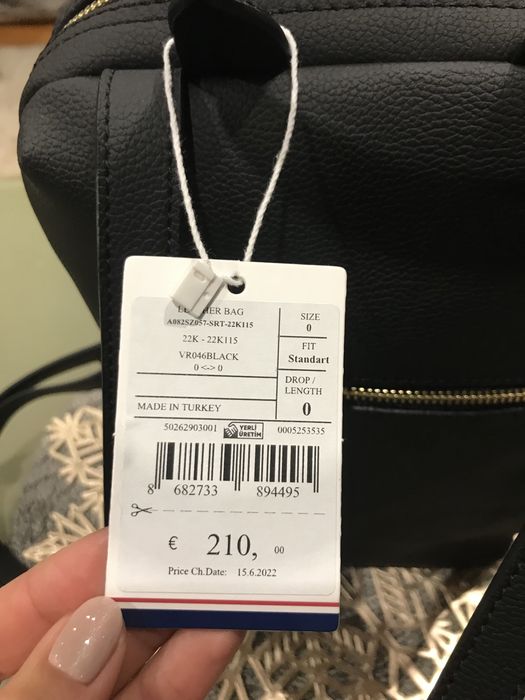 BAG
SIZE
A082SZ057-SRT-22K115
0
22K - 22K115
FIT
VR046BLACK
Standart
0 <-> 0
DROP /
LENGTH
0
MADE IN TURKEY
50262903001 YERLİ ÜRETİM 0005253535
8 682733 894495
€ 210, 00
Price Ch.Date: 15.6.2022